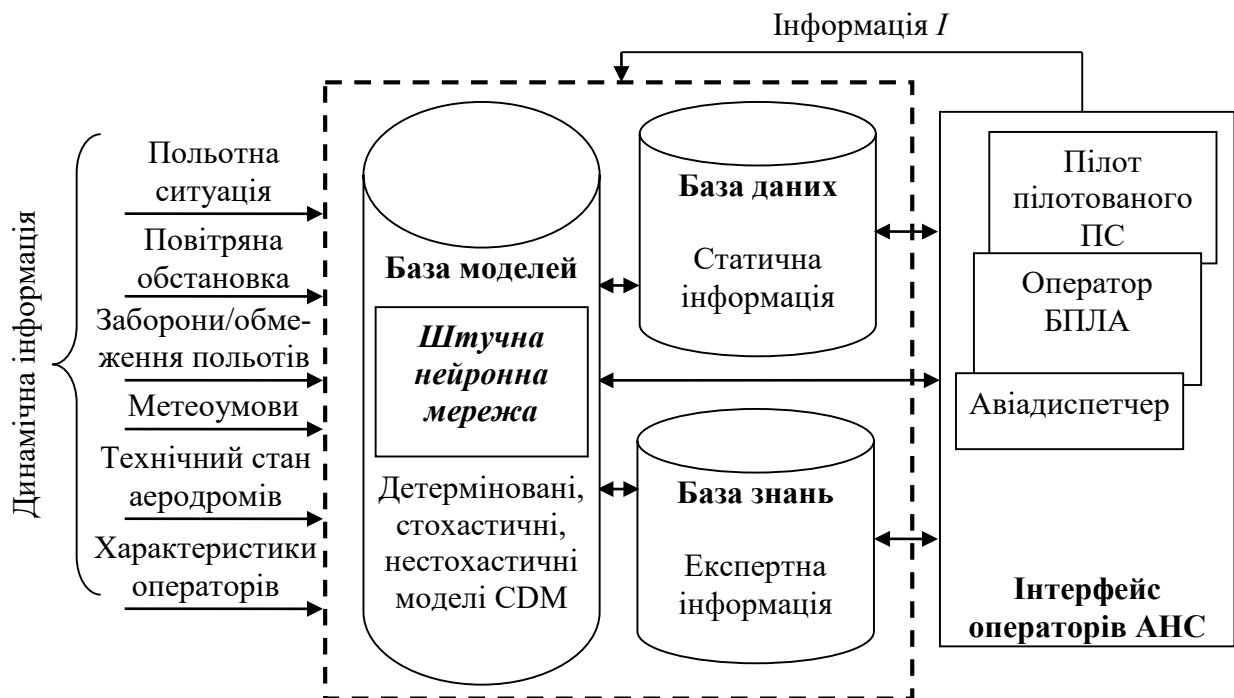 Інформація I
Динамічна інформація
Польотна
ситуація
Повітряна
обстановка
Заборони/обме-
ження польотів
Метеоумови
Технічний стан
аеродромів
Характеристики
операторів
База моделей
Штучна
нейронна
мережа
Детерміновані,
стохастичні,
нестохастичні
моделі CDM
База даних
Статична
інформація
База знань
Експертна
інформація
Пілот
пілотованого
ПС
Оператор
БПЛА
Авіадиспетчер
Інтерфейс
операторів АНС